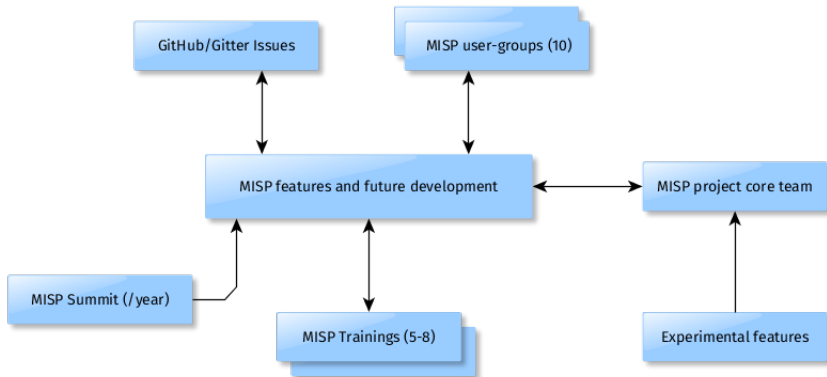 GitHub/Gitter Issues
MISP user-groups (10)
MISP features and future development
MISP project core team
MISP Summit (/year)
MISP Trainings (5-8)
Experimental features